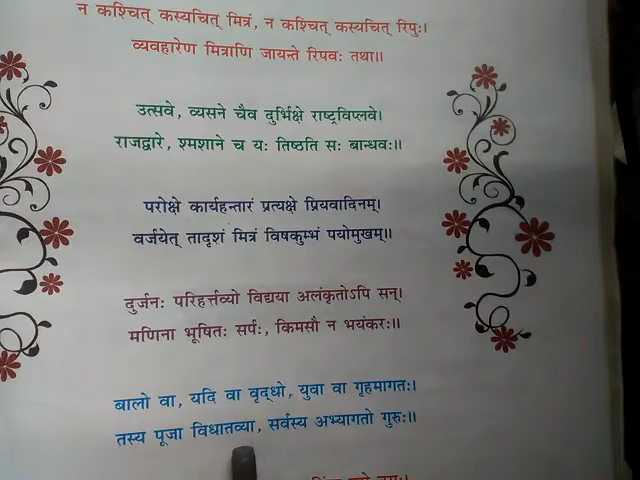 न कश्चित् कस्यचित् मित्रं, न कश्चित् कस्यचित् रिपुः।
व्यवहारेण मित्राणि जायन्ते रिपवः तथा॥
उत्सवे, व्यसने चैव दुर्भिक्षे राष्ट्रविप्लवे।
राजद्वारे, श्मशाने च यः तिष्ठति सः बान्धवः॥
परोक्षे कार्यहन्तारं प्रत्यक्षे प्रियवादिनम्।
वर्जयेत् तादृशं मित्रं विषकुम्भं पयोमुखम्॥
दुर्जनः परिहर्त्तव्यो विद्यया अलंकृतोऽपि सन्।
मणिना भूषितः सर्पः, किमसौ न भयंकरः॥
बालो वा, यदि वा वृद्धो, युवा वा गृहमागतः।
तस्य पूजा विधातव्या, सर्वस्य अभ्यागतो गुरुः॥